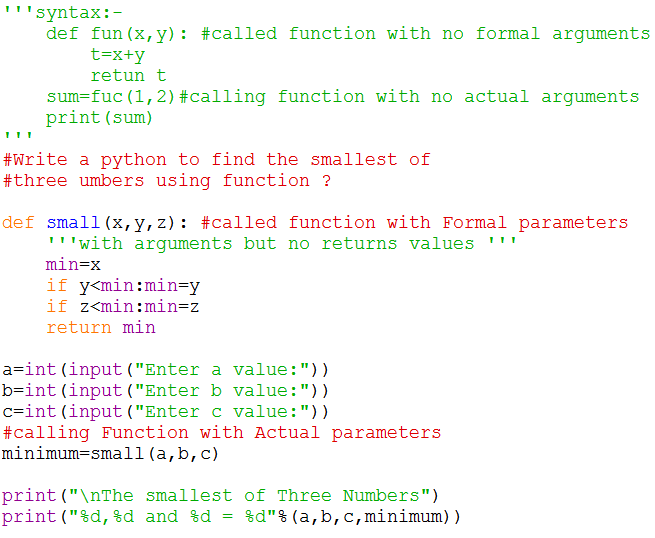 '''syntax:-
    def fun(x,y): #called function with no formal arguments
        t=x+y
        retun t
    sum=fuc(1,2)#calling function with no actual arguments
    print(sum)
'''
#Write a python to find the smallest of
#three umbers using function ?

def small(x,y,z): #called function with Formal parameters
    '''with arguments but no returns values '''
    min=x
    if y<min:min=y
    if z<min:min=z
    return min

a=int(input("Enter a value:"))
b=int(input("Enter b value:"))
c=int(input("Enter c value:"))
#calling Function with Actual parameters
minimum=small(a,b,c)

print("\nThe smallest of Three Numbers")
print("%d,%d and %d = %d"%(a,b,c,minimum))